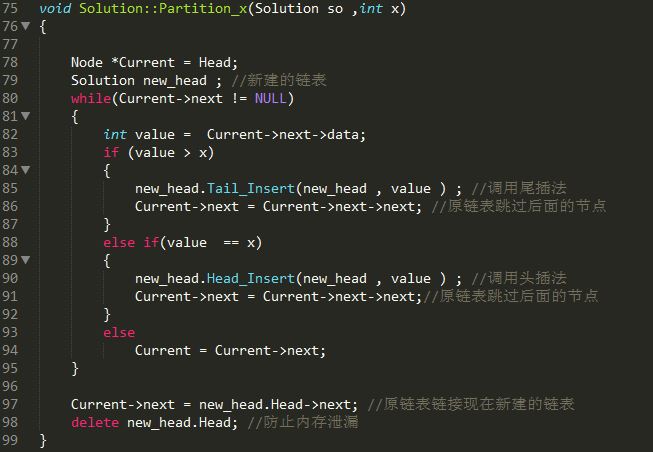 75 void Solution::Partition_x(Solution so ,int x)
76 {
77
78 Node *Current = Head;
79 Solution new_head ; //新建的链表
80 while(Current->next != NULL)
81 {
82 int value =  Current->next->data;
83 if (value > x)
84 {
85 new_head.Tail_Insert(new_head , value ) ; //调用尾插法
86 Current->next = Current->next->next; //原链表跳过后面的节点
87 }
88 else if(value  == x)
89 {
90 new_head.Head_Insert(new_head , value ) ; //调用头插法
91 Current->next = Current->next->next;//原链表跳过后面的节点
92 }
93 else
94 Current = Current->next;
95 }
96
97 Current->next = new_head.Head->next; //原链表链接现在新建的链表
98 delete new_head.Head; //防止内存泄漏
99 }